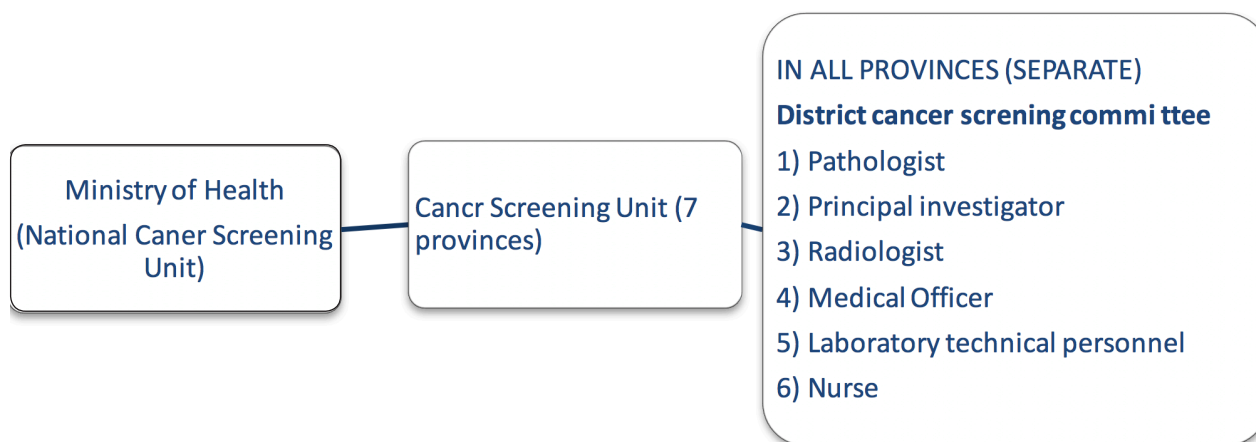 Ministry of Health
(National Caner Screening
Unit)
Cancr Screening Unit (7
provinces)
IN ALL PROVINCES (SEPARATE)
District cancer screning commi ttee
1) Pathologist
2) Principal investigator
3) Radiologist
4) Medical Officer
5) Laboratory technical personnel
6) Nurse